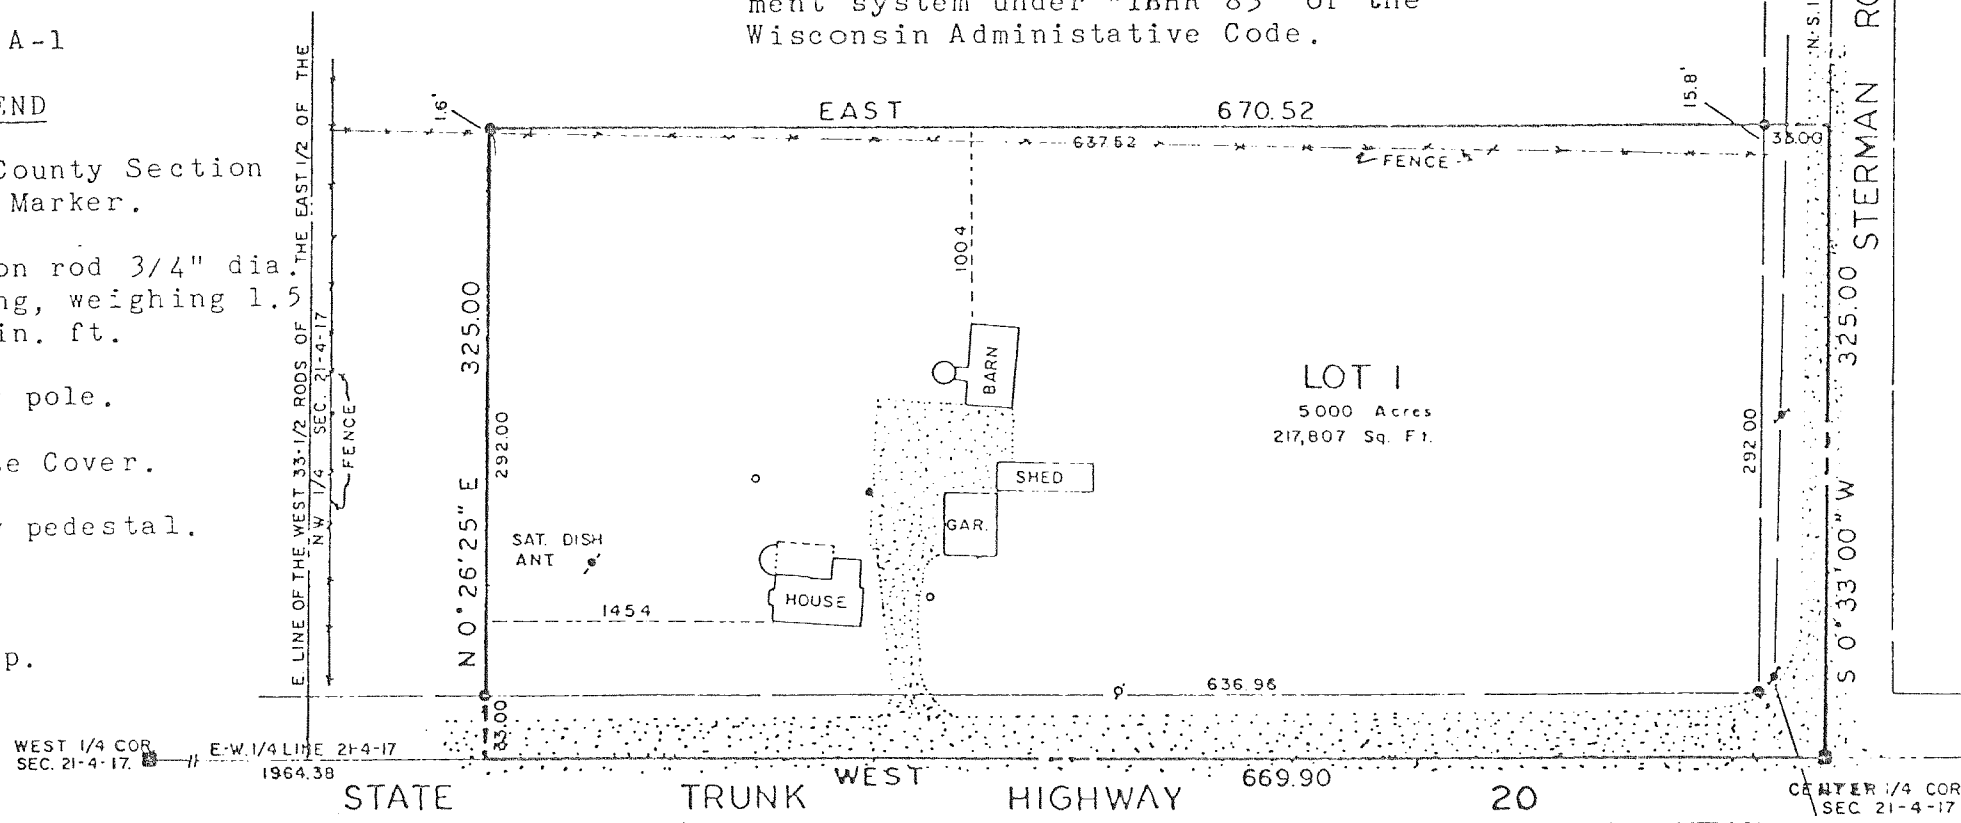 ment system under "ILHR 83" of the
Wisconsin Administative Code.
A-1
END
County Section
Marker.
on rod 3/4" dia.
ng, weighing 1.5
in. ft.
pole.
e Cover.
pedestal.
p.
E. LINE OF THE WEST 33-1/2 RODS OF THE EAST 1/2 OF THE
NW 1/4 SEC. 21-4-17
FENCE
1.6'
EAST 670.52
15.8'
637.52
FENCE
33.00
N.-S.
STERMAN RO
325.00
292.00
N 0°26'25" E
100.4
BARN
LOT 1
5.000 Acres
217,807 Sq. Ft.
SHED
GAR.
SAT. DISH
ANT.
HOUSE
145.4
292.00
325.00'
S 0°33'00" W
636.96
33.00
WEST 1/4 COR.
SEC. 21-4-17.
E.-W. 1/4 LINE 21-4-17
1964.38
WEST 669.90
STATE TRUNK HIGHWAY 20
CENTER 1/4 COR
SEC. 21-4-17